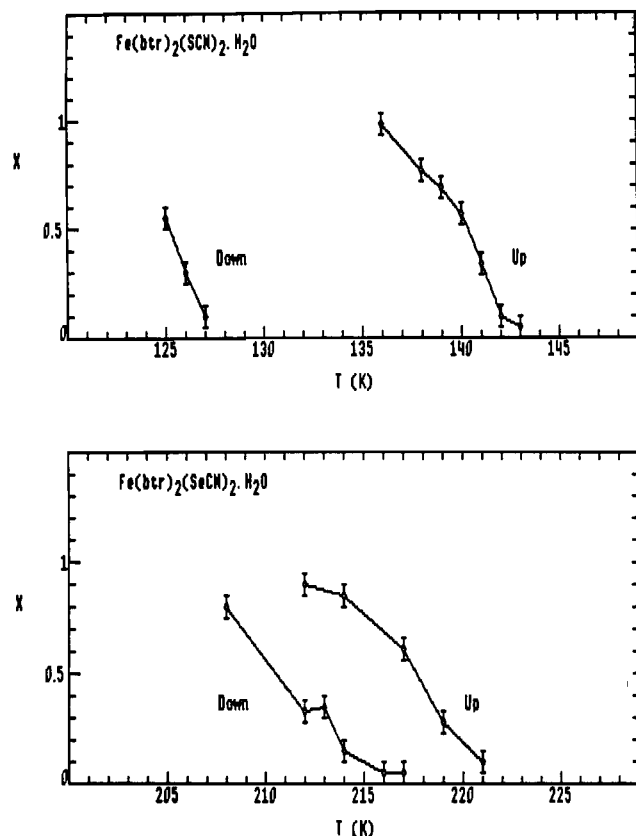 Fe(btr)₂(SCN)₂.H₂O
1
X
0.5
Down
Up
0
125 130 135 140 145
T (K)
Fe(btr)₂(SeCN)₂.H₂O
1
X
0.5
Down
Up
0
205 210 215 220 225
T (K)